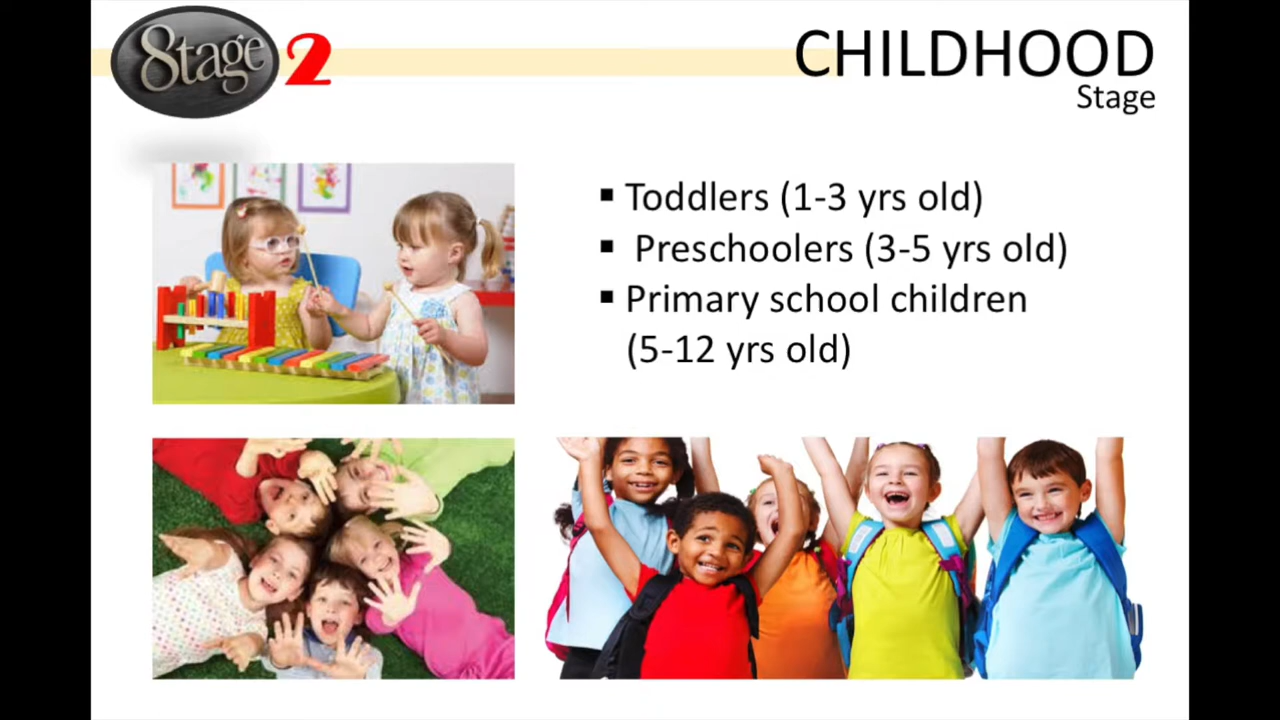 Stage 2
CHILDHOOD
Stage
▪ Toddlers (1-3 yrs old)
▪ Preschoolers (3-5 yrs old)
▪ Primary school children
(5-12 yrs old)